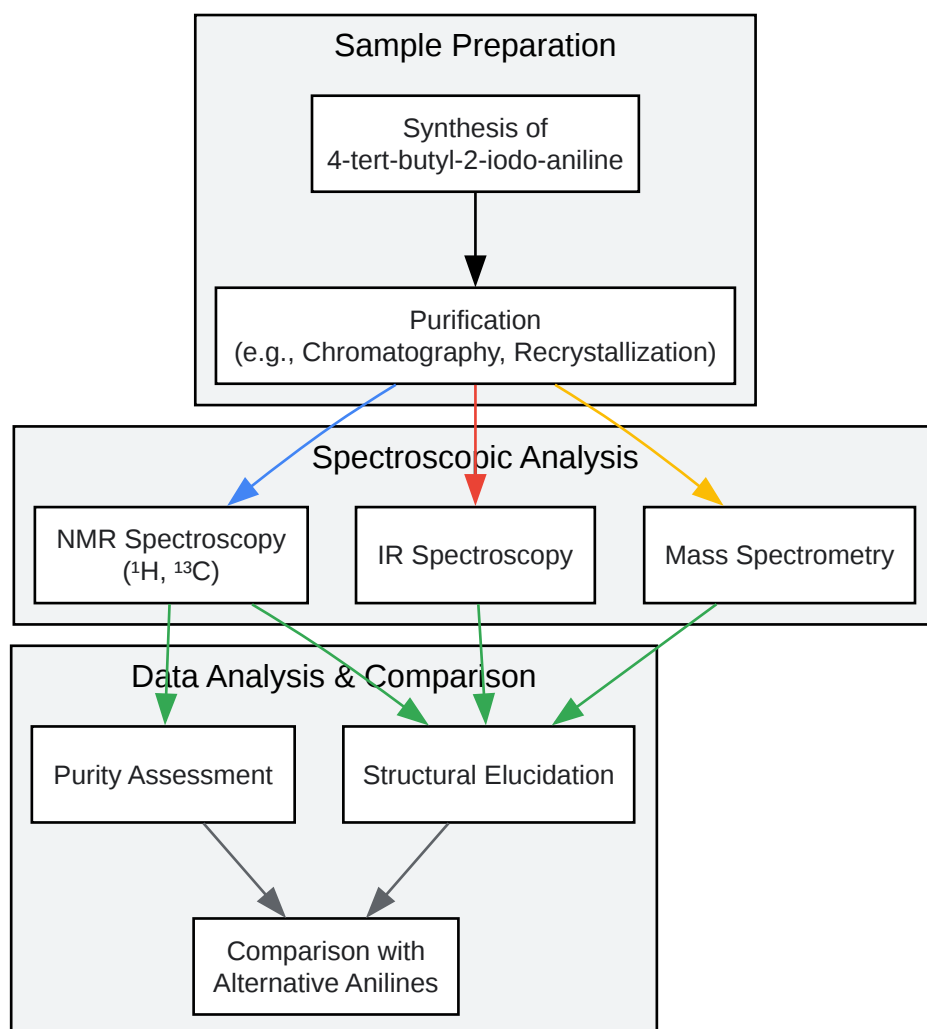 Sample Preparation
Synthesis of
4-tert-butyl-2-iodo-aniline
Purification
(e.g., Chromatography, Recrystallization)
Spectroscopic Analysis
NMR Spectroscopy
(¹H, ¹³C)
IR Spectroscopy
Mass Spectrometry
Data Analysis & Comparison
Purity Assessment
Structural Elucidation
Comparison with
Alternative Anilines